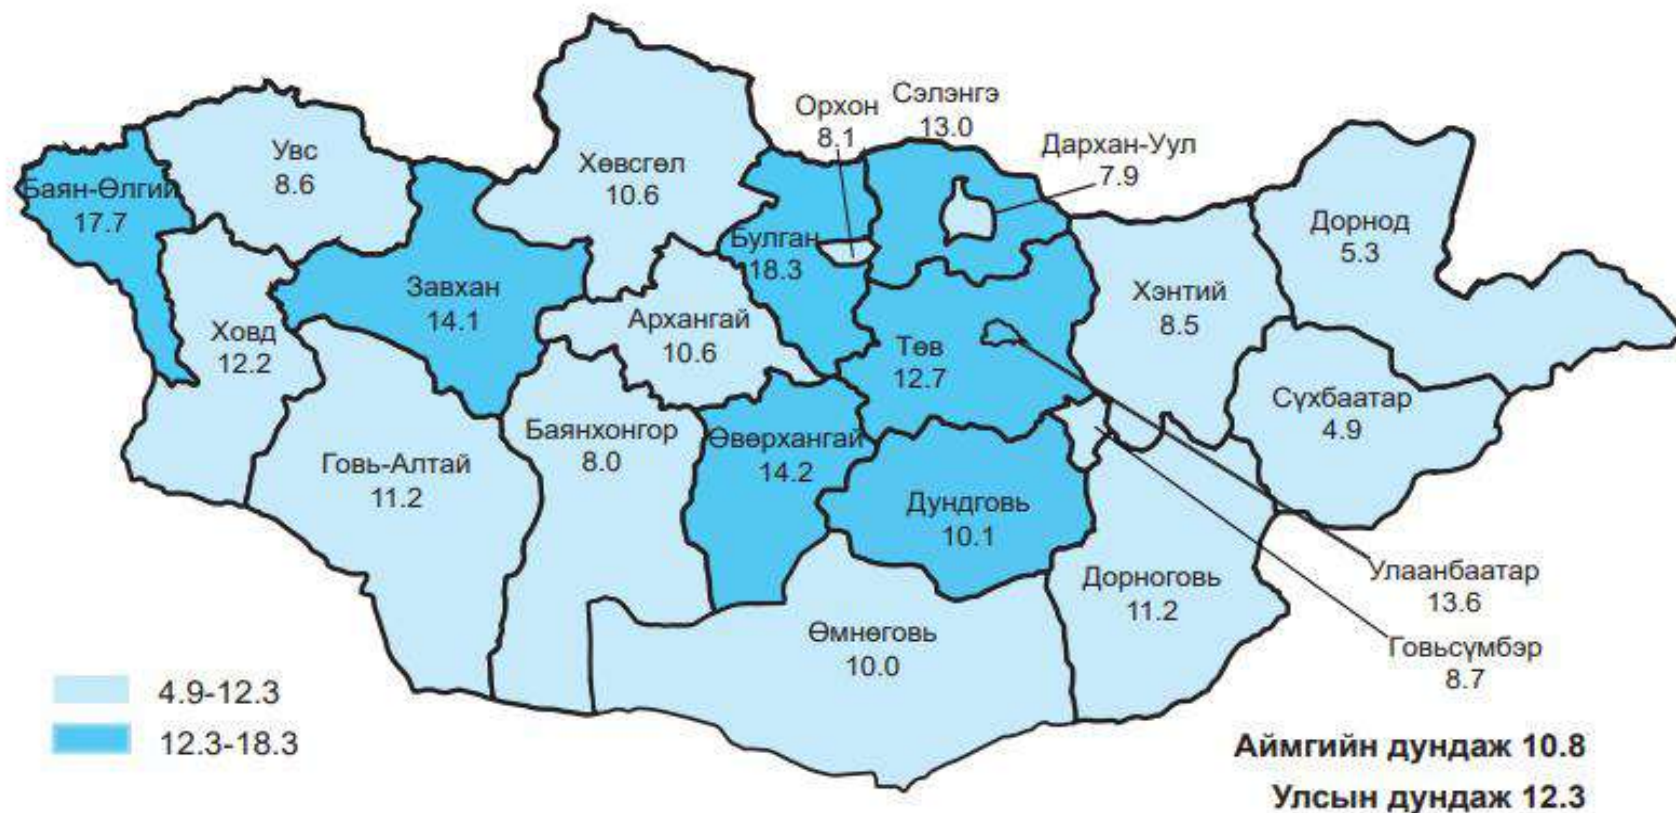 Орхон
8.1
Сэлэнгэ
13.0
Дархан-Уул
7.9
Увс
8.6
Хөвсгөл
10.6
Баян-Өлгий
17.7
Дорнод
5.3
Булган
18.3
Завхан
14.1
Хэнтий
8.5
Ховд
12.2
Архангай
10.6
Төв
12.7
Сүхбаатар
4.9
Баянхонгор
8.0
Өвөрхангай
14.2
Говь-Алтай
11.2
Дундговь
10.1
Улаанбаатар
13.6
Дорноговь
11.2
Өмнөговь
10.0
Говьсүмбэр
8.7
4.9-12.3
12.3-18.3
Аймгийн дундаж 10.8
Улсын дундаж 12.3